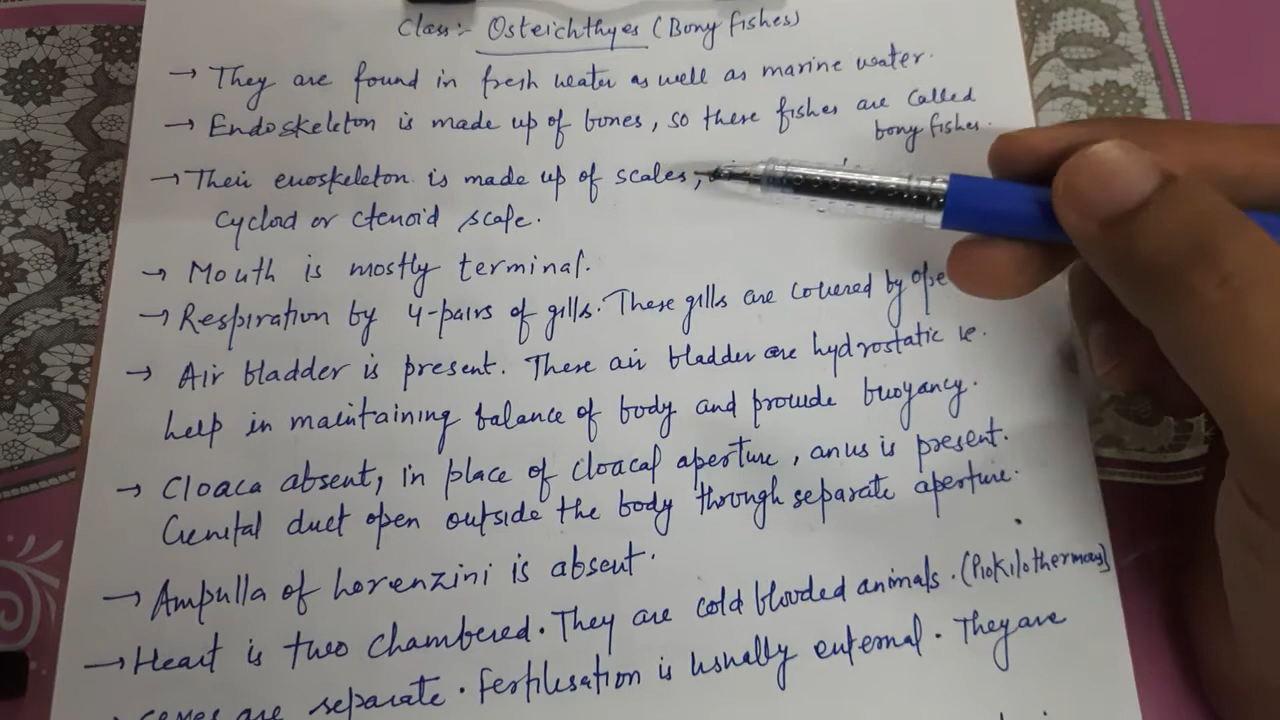 Class:- Osteichthyes (Bony fishes)
→ They are found in fresh water as well as marine water.
→ Endoskeleton is made up of bones, so these fishes are called
bony fishes.
→ Their exoskeleton is made up of scales,
cycloid or ctenoid scale.
→ Mouth is mostly terminal.
→ Respiration by 4-pairs of gills. These gills are covered by ope
→ Air bladder is present. These air bladder are hydrostatic ie.
help in maintaining balance of body and provide buoyancy.
→ Cloaca absent, in place of cloacal aperture, anus is present.
Genital duct open outside the body through separate aperture.
→ Ampulla of Lorenzini is absent.
→ Heart is two chambered. They are cold blooded animals. (Piokilothermous)
are separate. Fertilisation is usually external. They are